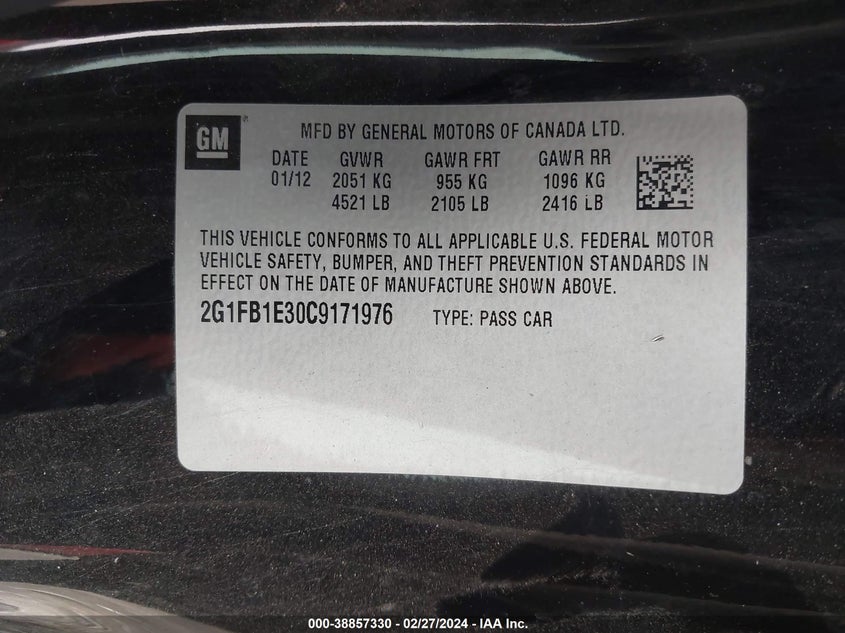 GM
MFD BY GENERAL MOTORS OF CANADA LTD.
DATE GVWR GAWR FRT GAWR RR
01/12 2051 KG 955 KG 1096 KG
4521 LB 2105 LB 2416 LB
THIS VEHICLE CONFORMS TO ALL APPLICABLE U.S. FEDERAL MOTOR
VEHICLE SAFETY, BUMPER, AND THEFT PREVENTION STANDARDS IN
EFFECT ON THE DATE OF MANUFACTURE SHOWN ABOVE.
2G1FB1E30C9171976 TYPE: PASS CAR
000-38857330 - 02/27/2024 - IAA Inc.